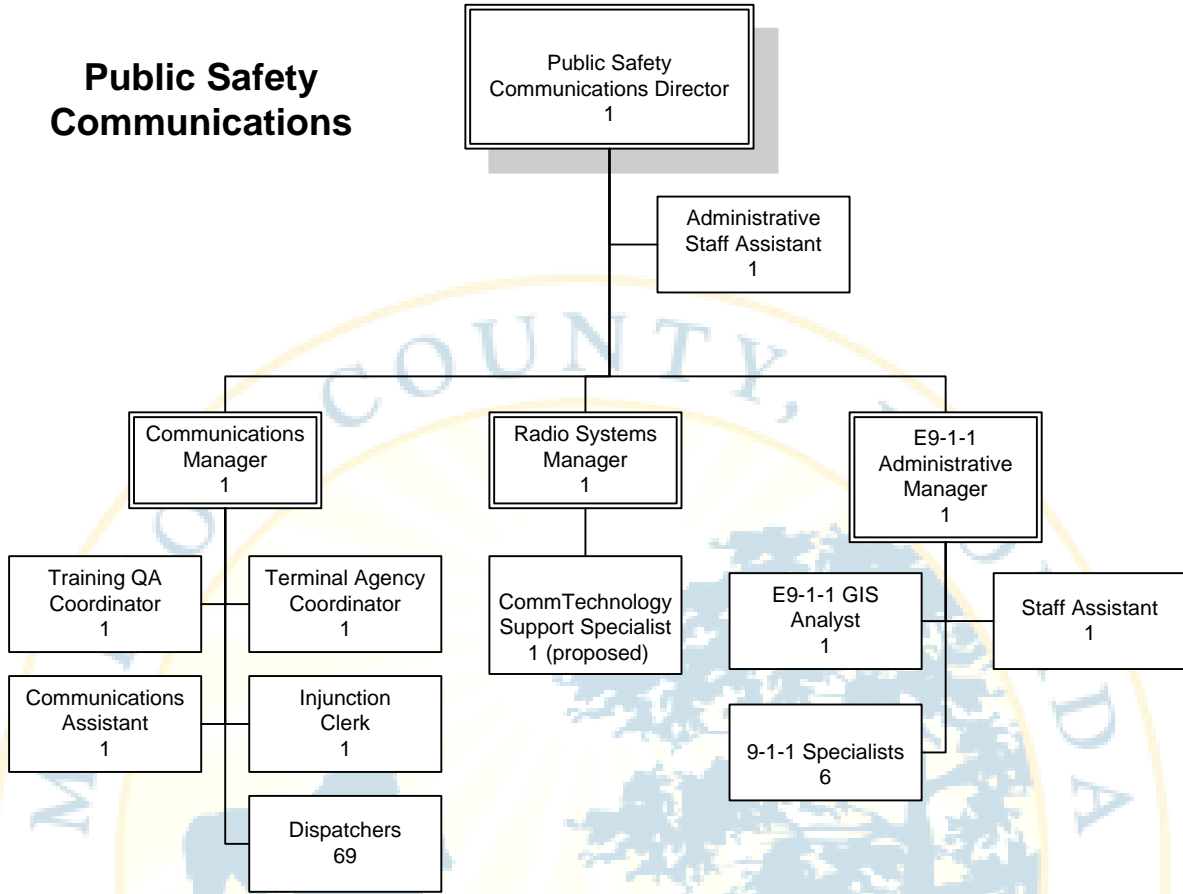 Public Safety
Communications
Public Safety
Communications Director
1
Administrative
Staff Assistant
1
Communications
Manager
1
Radio Systems
Manager
1
E9-1-1
Administrative
Manager
1
Training QA
Coordinator
1
Terminal Agency
Coordinator
1
Communications
Assistant
1
Injunction
Clerk
1
Dispatchers
69
CommTechnology
Support Specialist
1 (proposed)
E9-1-1 GIS
Analyst
1
Staff Assistant
1
9-1-1 Specialists
6
COUNTY,